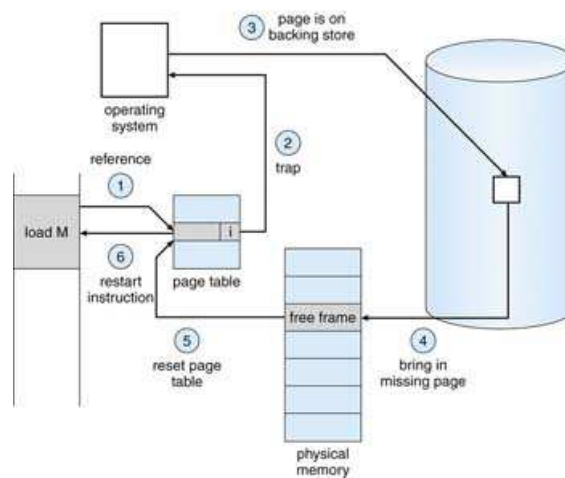 3
page is on
backing store
operating
system
2
trap
reference
1
load M
i
6
restart
instruction
page table
free frame
5
reset page
table
4
bring in
missing page
physical
memory